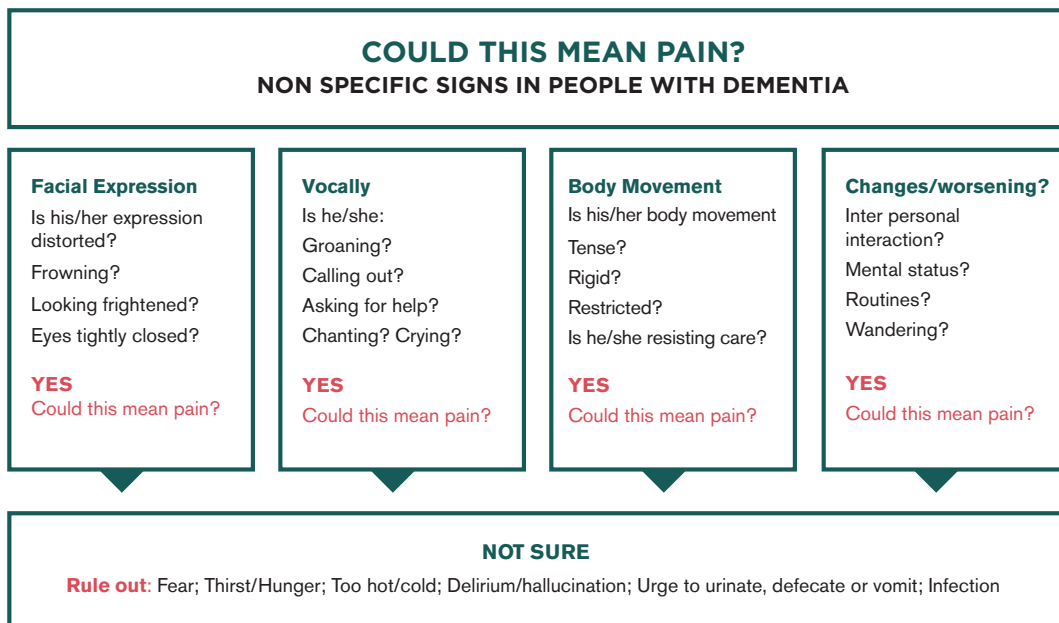 COULD THIS MEAN PAIN?
NON SPECIFIC SIGNS IN PEOPLE WITH DEMENTIA
Facial Expression
Is his/her expression
distorted?
Frowning?
Looking frightened?
Eyes tightly closed?
YES
Could this mean pain?
Vocally
Is he/she:
Groaning?
Calling out?
Asking for help?
Chanting? Crying?
YES
Could this mean pain?
Body Movement
Is his/her body movement
Tense?
Rigid?
Restricted?
Is he/she resisting care?
YES
Could this mean pain?
Changes/worsening?
Inter personal
interaction?
Mental status?
Routines?
Wandering?
YES
Could this mean pain?
NOT SURE
Rule out: Fear; Thirst/Hunger; Too hot/cold; Delirium/hallucination; Urge to urinate, defecate or vomit; Infection